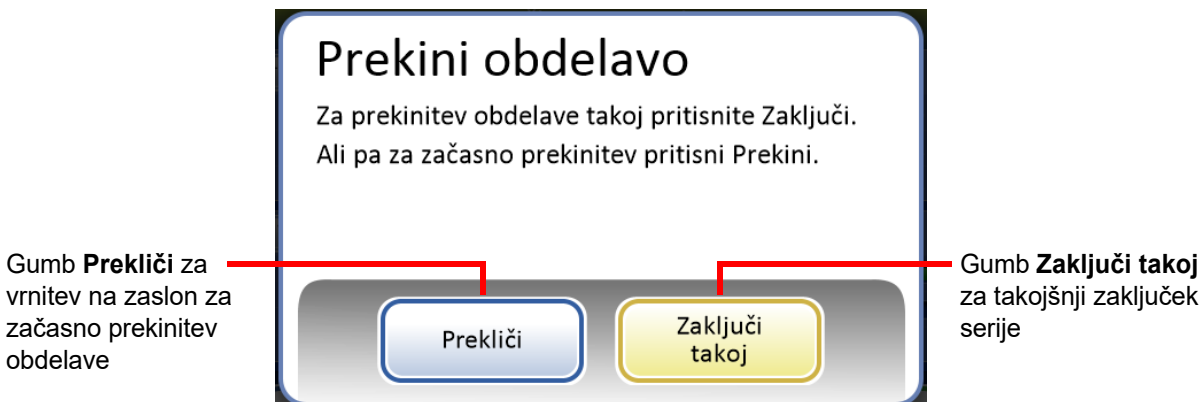 Prekini obdelavo
Za prekinitev obdelave takoj pritisnite Zaključi.
Ali pa za začasno prekinitev pritisni Prekini.
Gumb Prekliči za
vrnitev na zaslon za
začasno prekinitev
obdelave
Prekliči
Zaključi
takoj
Gumb Zaključi takoj
za takojšnji zaključek
serije